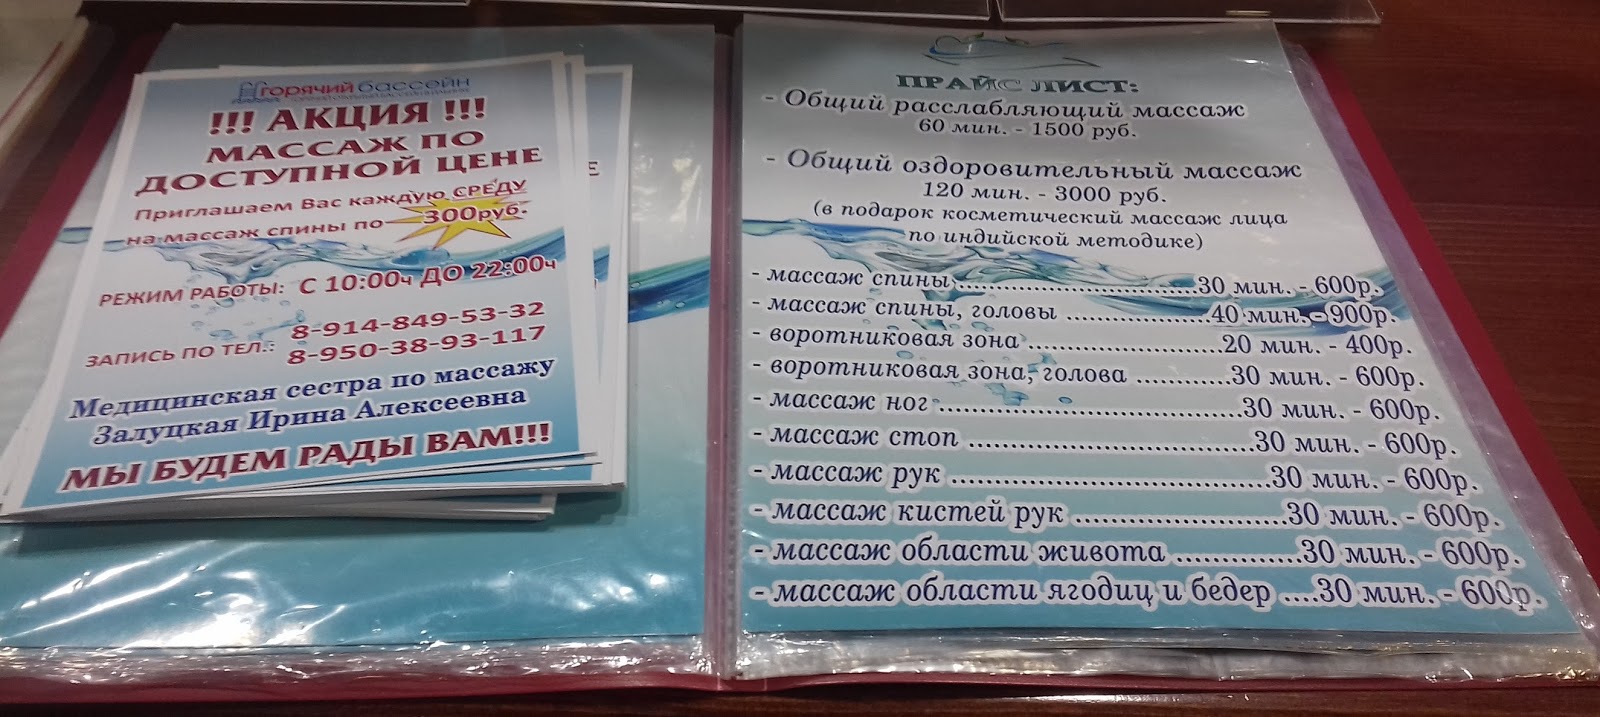 горячий бассейн
!!! АКЦИЯ !!!
МАССАЖ ПО
ДОСТУПНОЙ ЦЕНЕ
Приглашаем Вас каждую СРЕДУ
на массаж спины по 300руб.
РЕЖИМ РАБОТЫ: С 10:00ч ДО 22:00ч
ЗАПИСЬ ПО ТЕЛ.: 8-914-849-53-32
8-950-38-93-117
Медицинская сестра по массажу
Залуцкая Ирина Алексеевна
МЫ БУДЕМ РАДЫ ВАМ!!!
ПРАЙС ЛИСТ:
- Общий расслабляющий массаж
60 мин. - 1500 руб.
- Общий оздоровительный массаж
120 мин. - 3000 руб.
(в подарок косметический массаж лица
по индийской методике)
- массаж спины..............................30 мин. - 600р.
- массаж спины, головы ..................40 мин. - 900р.
- воротниковая зона........................20 мин. - 400р.
- воротниковая зона, голова ............30 мин. - 600р.
- массаж ног.....................................30 мин. - 600р.
- массаж стоп ..................................30 мин. - 600р.
- массаж рук .....................................30 мин. - 600р.
- массаж кистей рук ........................30 мин. - 600р.
- массаж области живота ..............30 мин. - 600р.
- массаж области ягодиц и бедер ....30 мин. - 600р.